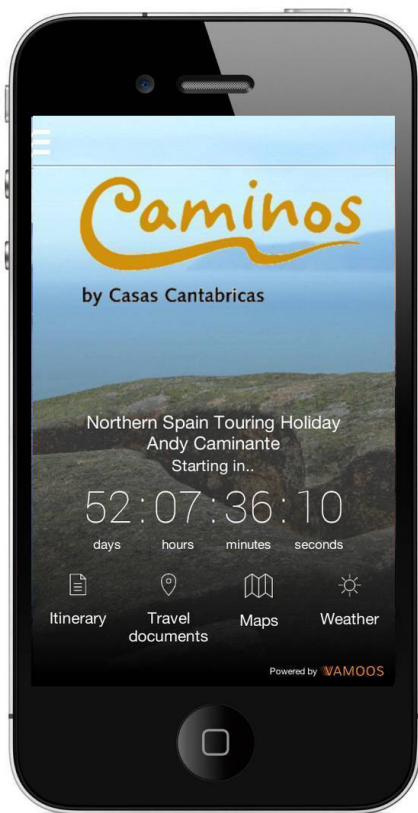 Caminos
by Casas Cantabricas
Northern Spain Touring Holiday
Andy Caminante
Starting in..
52:07:36:10
days hours minutes seconds
Itinerary Travel documents Maps Weather
Powered by VAMOOS